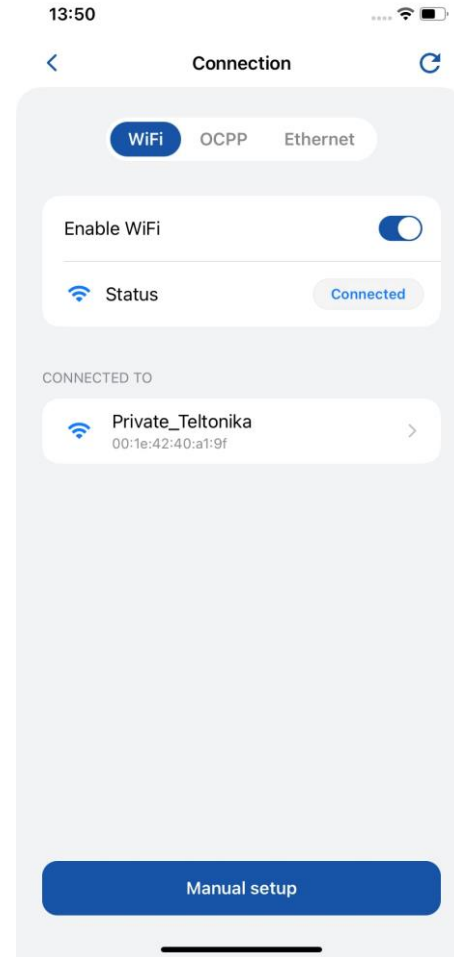 13:50
Connection
WiFi OCPP Ethernet
Enable WiFi
Status Connected
CONNECTED TO
Private_Teltonika
00:1e:42:40:a1:9f
Manual setup